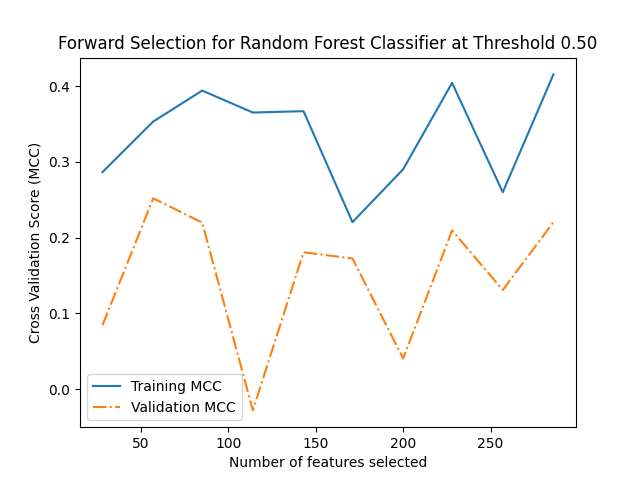 Forward Selection for Random Forest Classifier at Threshold 0.50
Cross Validation Score (MCC)
0.4
0.3
0.2
0.1
0.0
Training MCC
Validation MCC
50 100 150 200 250
Number of features selected